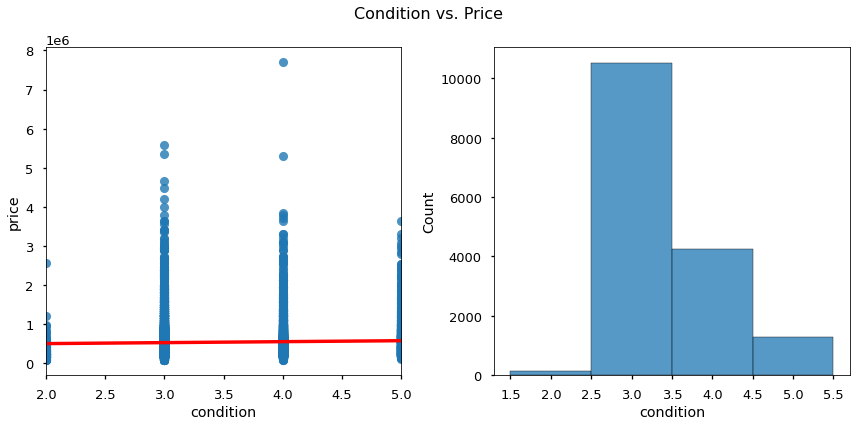 Condition vs. Price
1e6
8
7
6
5
4
3
2
1
0
price
2.0 2.5 3.0 3.5 4.0 4.5 5.0
condition
10000
8000
6000
4000
2000
0
Count
1.5 2.0 2.5 3.0 3.5 4.0 4.5 5.0 5.5
condition